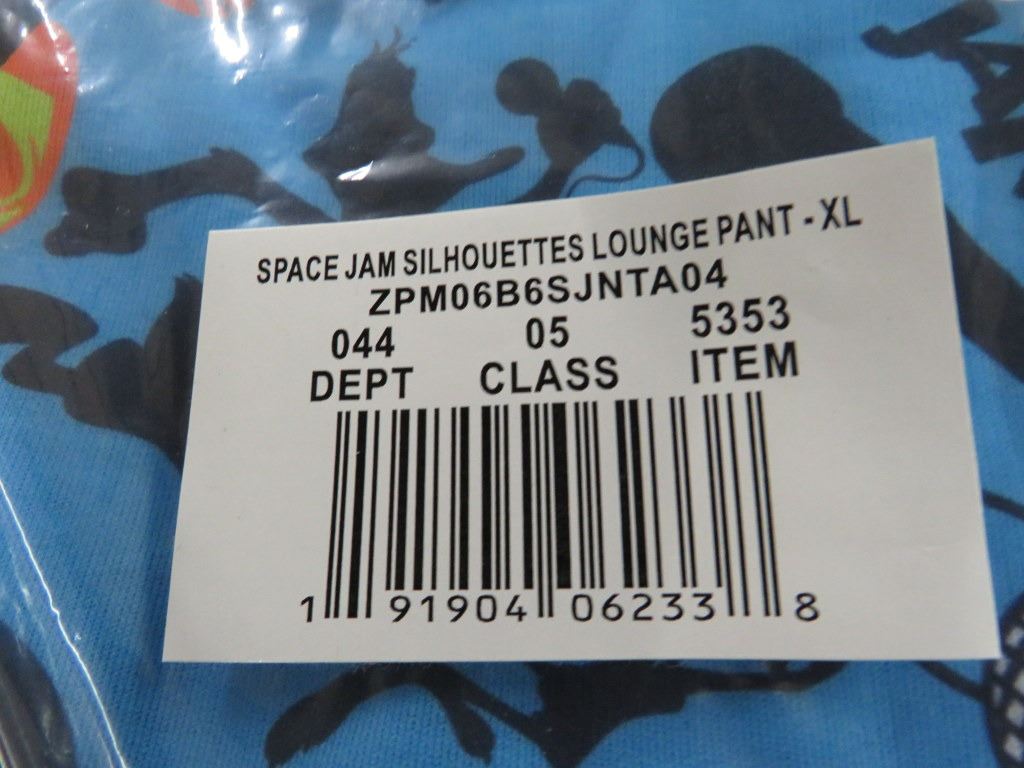 SPACE JAM SILHOUETTES LOUNGE PANT - XL
ZPM06B6SJNTA04
044 05 5353
DEPT CLASS ITEM
1 91904 06233 8